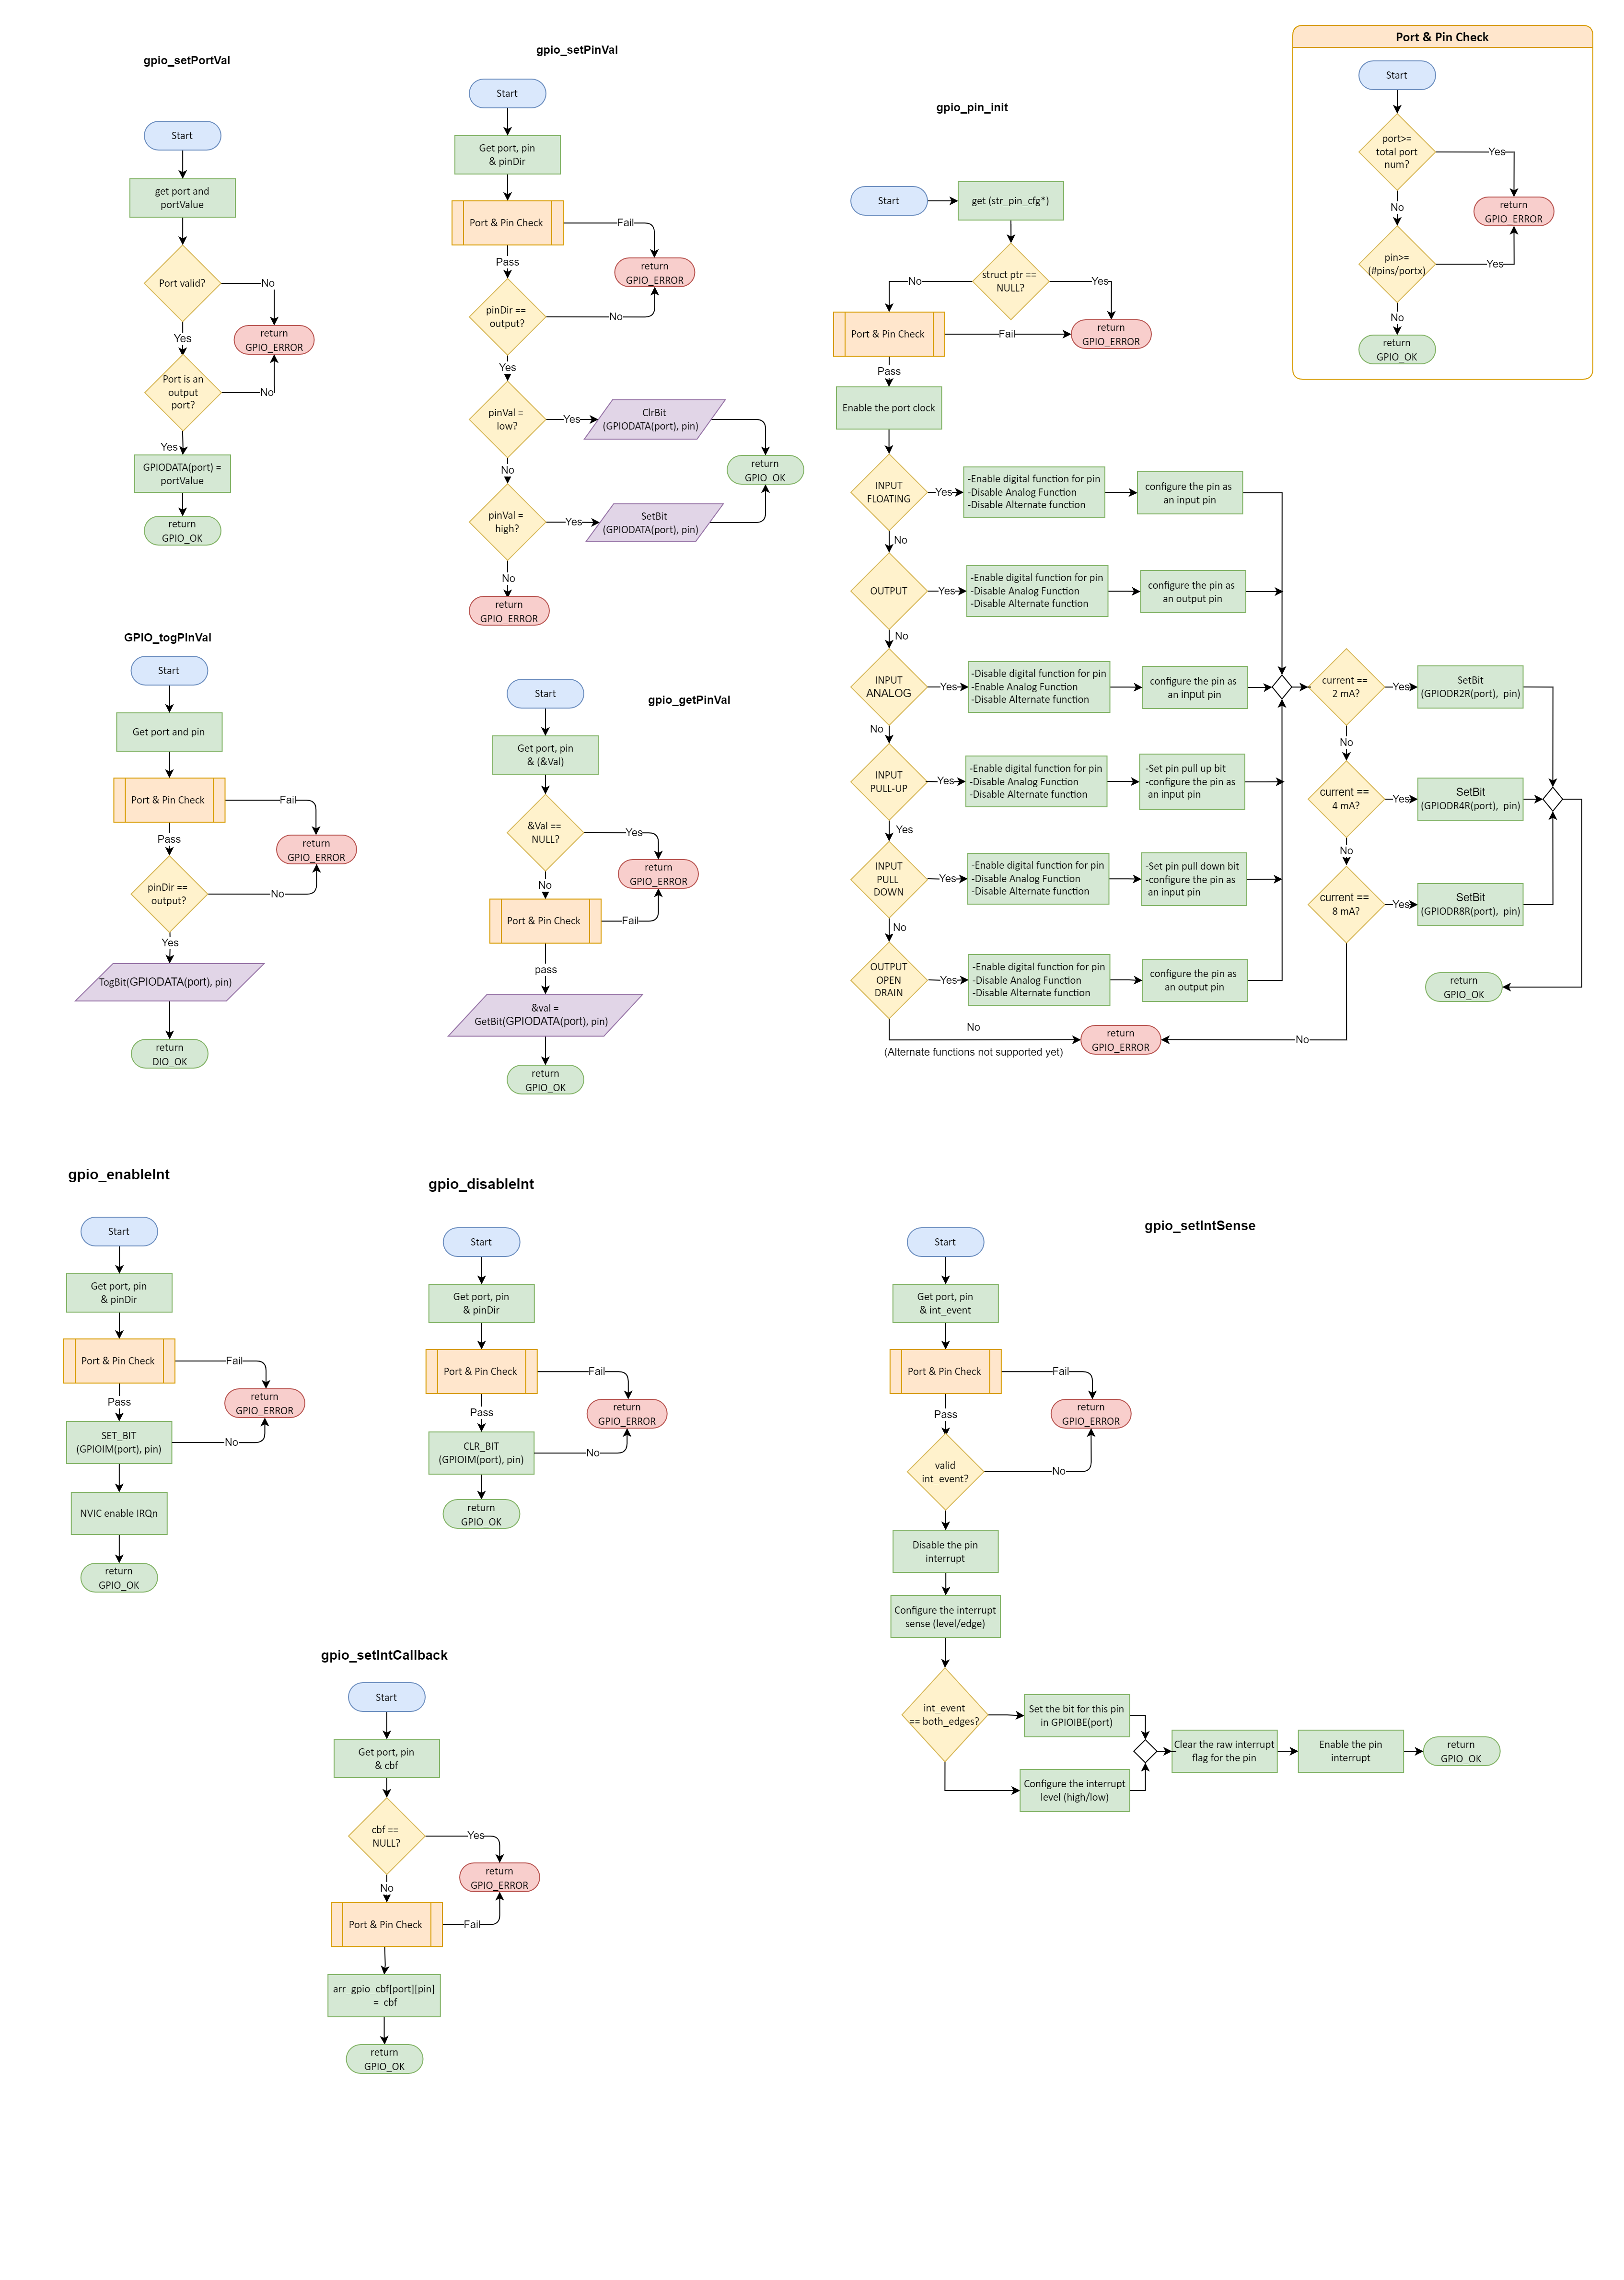 gpio_setPortVal
Start
get port and
portValue
Port valid?
No
return
GPIO_ERROR
Yes
Port is an
output
port?
No
Yes
GPIODATA(port) =
portValue
return
GPIO_OK
gpio_setPinVal
Start
Get port, pin
& pinDir
Port & Pin Check
Fail
return
GPIO_ERROR
Pass
pinDir ==
output?
No
Yes
pinVal =
low?
Yes
ClrBit
(GPIODATA(port), pin)
return
GPIO_OK
No
pinVal =
high?
Yes
SetBit
(GPIODATA(port), pin)
No
return
GPIO_ERROR
gpio_pin_init
Start
get (str_pin_cfg*)
struct ptr ==
NULL?
No
Yes
Port & Pin Check
Fail
return
GPIO_ERROR
Pass
Enable the port clock
INPUT
FLOATING
Yes
-Enable digital function for pin
-Disable Analog Function
-Disable Alternate function
configure the pin as
an input pin
No
OUTPUT
Yes
-Enable digital function for pin
-Disable Analog Function
-Disable Alternate function
configure the pin as
an output pin
No
INPUT
ANALOG
Yes
-Disable digital function for pin
-Enable Analog Function
-Disable Alternate function
configure the pin as
an input pin
No
INPUT
PULL-UP
Yes
-Enable digital function for pin
-Disable Analog Function
-Disable Alternate function
-Set pin pull up bit
-configure the pin as
an input pin
Yes
INPUT
PULL
DOWN
Yes
-Enable digital function for pin
-Disable Analog Function
-Disable Alternate function
-Set pin pull down bit
-configure the pin as
an input pin
No
OUTPUT
OPEN
DRAIN
Yes
-Enable digital function for pin
-Disable Analog Function
-Disable Alternate function
configure the pin as
an output pin
No
(Alternate functions not supported yet)
return
GPIO_ERROR
current ==
2 mA?
Yes
SetBit
(GPIODR2R(port),  pin)
No
current ==
4 mA?
Yes
SetBit
(GPIODR4R(port),  pin)
No
current ==
8 mA?
Yes
SetBit
(GPIODR8R(port),  pin)
No
return
GPIO_OK
Port & Pin Check
Start
port>=
total port
num?
Yes
No
return
GPIO_ERROR
pin>=
(#pins/portx)
Yes
No
return
GPIO_OK
GPIO_togPinVal
Start
Get port and pin
Port & Pin Check
Fail
return
GPIO_ERROR
Pass
pinDir ==
output?
No
Yes
TogBit(GPIODATA(port), pin)
return
DIO_OK
gpio_getPinVal
Start
Get port, pin
& (&Val)
&Val ==
NULL?
Yes
return
GPIO_ERROR
No
Port & Pin Check
Fail
pass
&val =
GetBit(GPIODATA(port), pin)
return
GPIO_OK
gpio_enableInt
Start
Get port, pin
& pinDir
Port & Pin Check
Fail
return
GPIO_ERROR
Pass
SET_BIT
(GPIOIM(port), pin)
No
NVIC enable IRQn
return
GPIO_OK
gpio_disableInt
Start
Get port, pin
& pinDir
Port & Pin Check
Fail
return
GPIO_ERROR
Pass
CLR_BIT
(GPIOIM(port), pin)
No
return
GPIO_OK
gpio_setIntSense
Start
Get port, pin
& int_event
Port & Pin Check
Fail
return
GPIO_ERROR
Pass
valid
int_event?
No
Disable the pin
interrupt
Configure the interrupt
sense (level/edge)
int_event
== both_edges?
Set the bit for this pin
in GPIOIBE(port)
Configure the interrupt
level (high/low)
Clear the raw interrupt
flag for the pin
Enable the pin
interrupt
return
GPIO_OK
gpio_setIntCallback
Start
Get port, pin
& cbf
cbf ==
NULL?
Yes
return
GPIO_ERROR
No
Port & Pin Check
Fail
arr_gpio_cbf[port][pin]
=  cbf
return
GPIO_OK